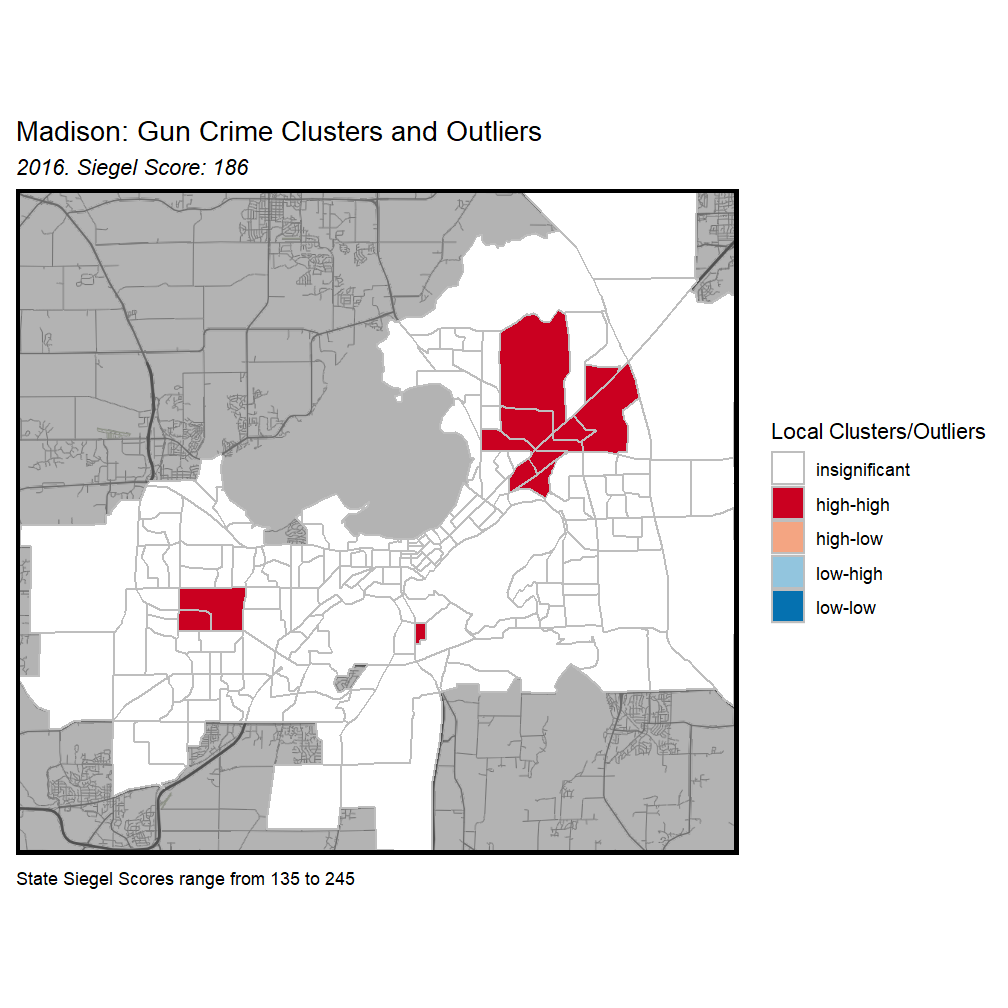 Madison: Gun Crime Clusters and Outliers
2016. Siegel Score: 186
Local Clusters/Outliers
insignificant
high-high
high-low
low-high
low-low
State Siegel Scores range from 135 to 245